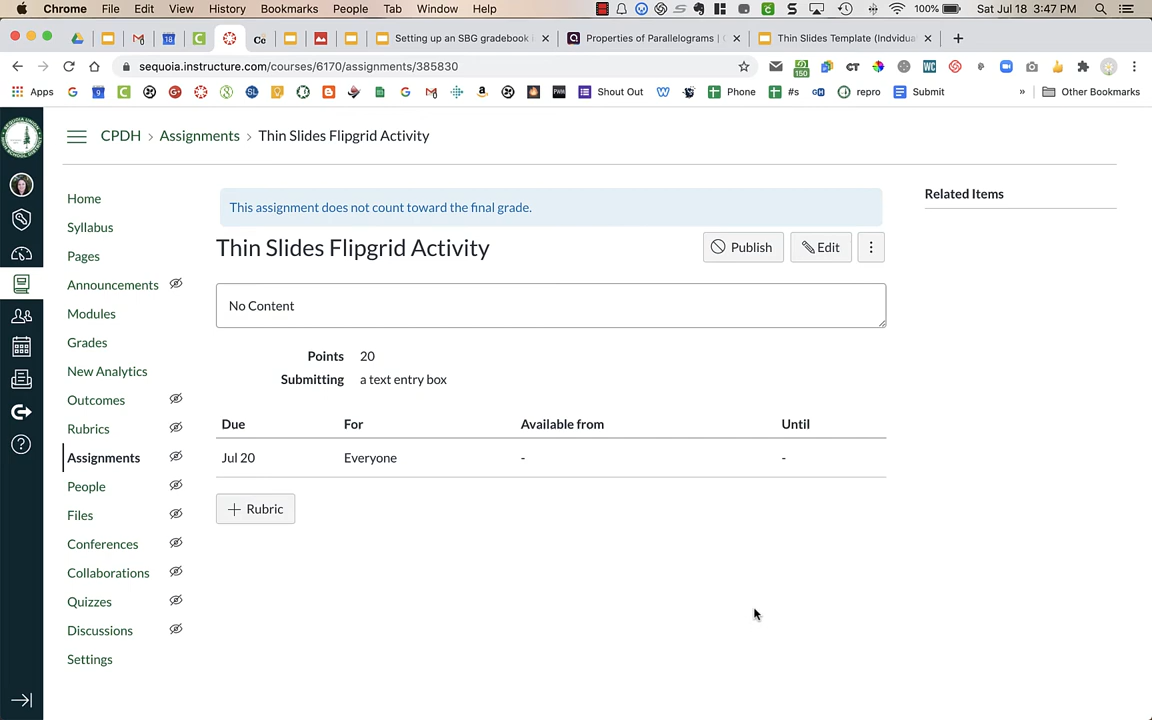 Chrome File Edit View History Bookmarks People Tab Window Help 100% Sat Jul 18 3:47 PM
Setting up an SBG gradebook Properties of Parallelograms | Thin Slides Template (Individua
sequoia.instructure.com/courses/6170/assignments/385830
Apps Shout Out Phone #s repro Submit » Other Bookmarks
CPDH › Assignments › Thin Slides Flipgrid Activity
Home
Syllabus
Pages
Announcements
Modules
Grades
New Analytics
Outcomes
Rubrics
Assignments
People
Files
Conferences
Collaborations
Quizzes
Discussions
Settings
This assignment does not count toward the final grade.
Thin Slides Flipgrid Activity
Publish Edit
No Content
Points 20
Submitting a text entry box
Due For Available from Until
Jul 20 Everyone - -
+ Rubric
Related Items